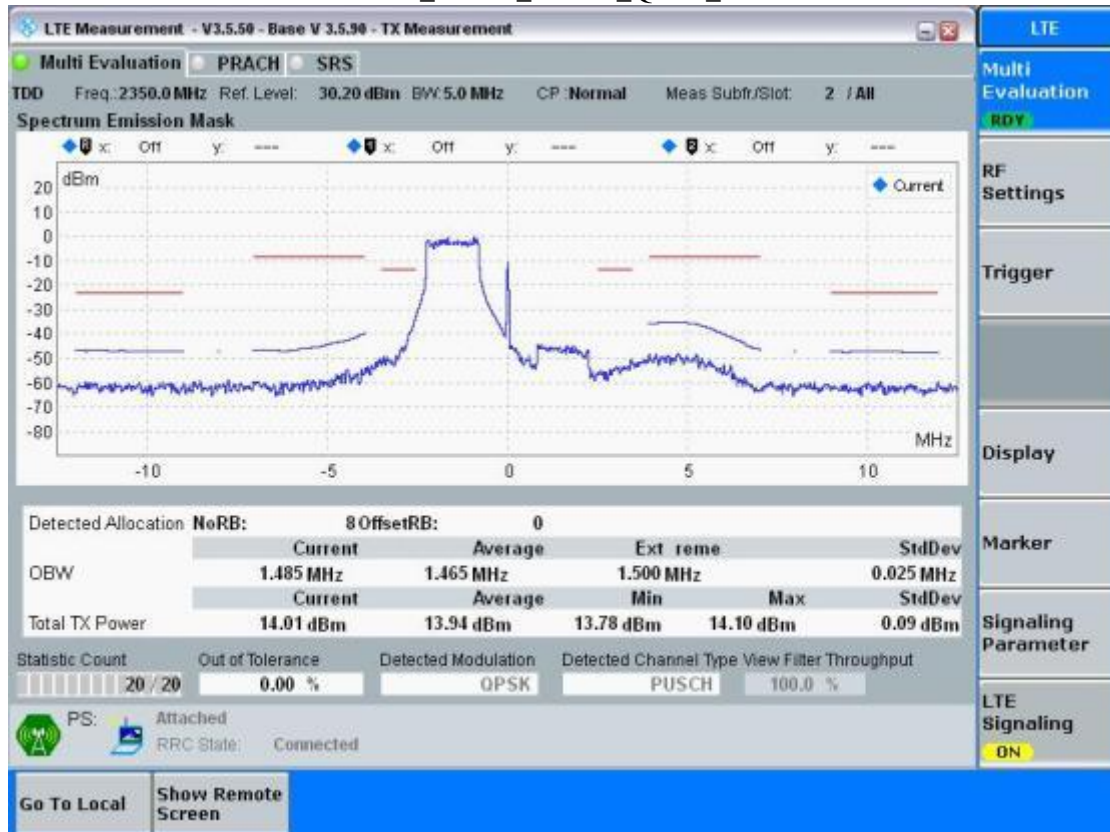 LTE Measurement - V3.5.50 - Base V 3.5.90 - TX Measurement
Multi Evaluation PRACH SRS
TDD Freq.:2350.0 MHz Ref. Level: 30.20 dBm BW: 5.0 MHz CP :Normal Meas Subfr./Slot: 2 / All
Spectrum Emission Mask
x: Off y: --- x: Off y: --- x: Off y: ---
dBm
Current
20
10
0
-10
-20
-30
-40
-50
-60
-70
-80
MHz
-10 -5 0 5 10
Detected Allocation NoRB: 8 OffsetRB: 0
Current Average Ext reme StdDev
OBW 1.485 MHz 1.465 MHz 1.500 MHz 0.025 MHz
Current Average Min Max StdDev
Total TX Power 14.01 dBm 13.94 dBm 13.78 dBm 14.10 dBm 0.09 dBm
Statistic Count Out of Tolerance Detected Modulation Detected Channel Type View Filter Throughput
20 / 20 0.00 % QPSK PUSCH 100.0 %
PS: Attached
RRC State: Connected
LTE
Multi
Evaluation
RDY
RF
Settings
Trigger
Display
Marker
Signaling
Parameter
LTE
Signaling
ON
Go To Local
Show Remote
Screen